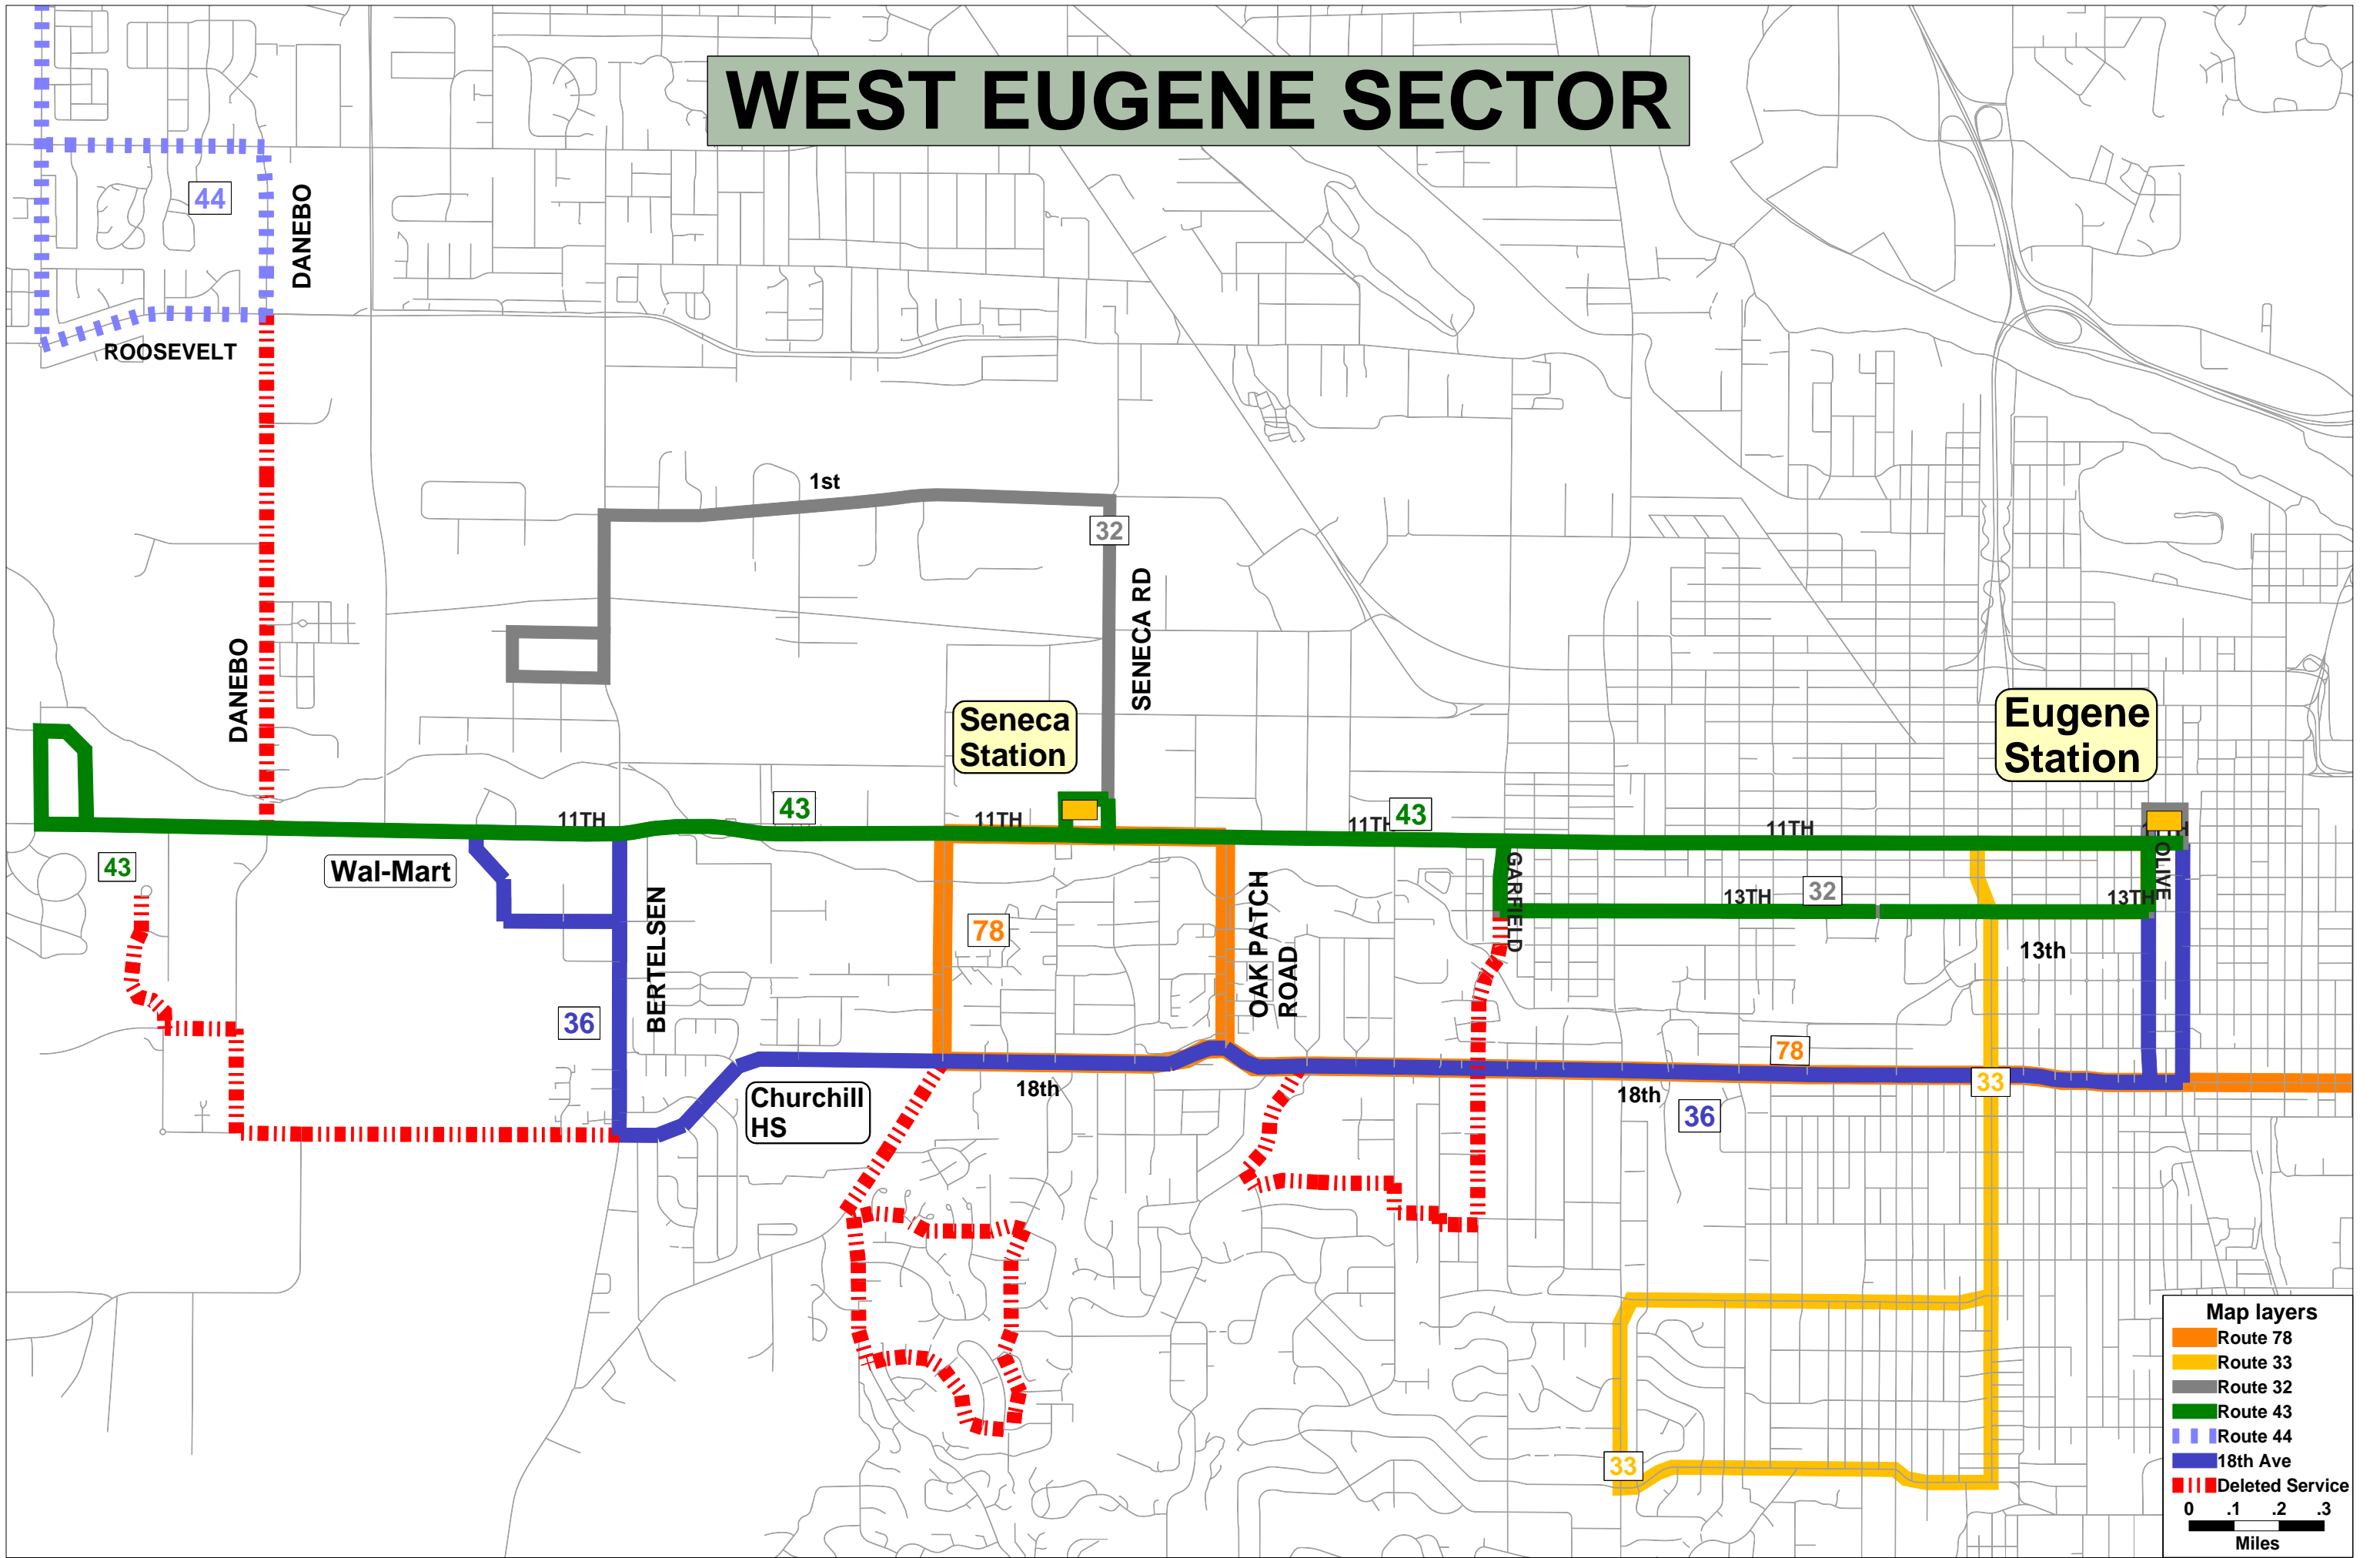 WEST EUGENE SECTOR
44
DANEBO
ROOSEVELT
1st
32
SENECA RD
DANEBO
Seneca
Station
Eugene
Station
43
11TH
11TH
11TH
43
11TH
43
Wal-Mart
OLIVE
GARFIELD
13TH
32
13TH
BERTELSEN
78
OAK PATCH
ROAD
13th
36
78
33
Churchill
HS
18th
18th
36
33
Map layers
Route 78
Route 33
Route 32
Route 43
Route 44
18th Ave
Deleted Service
0 .1 .2 .3
Miles